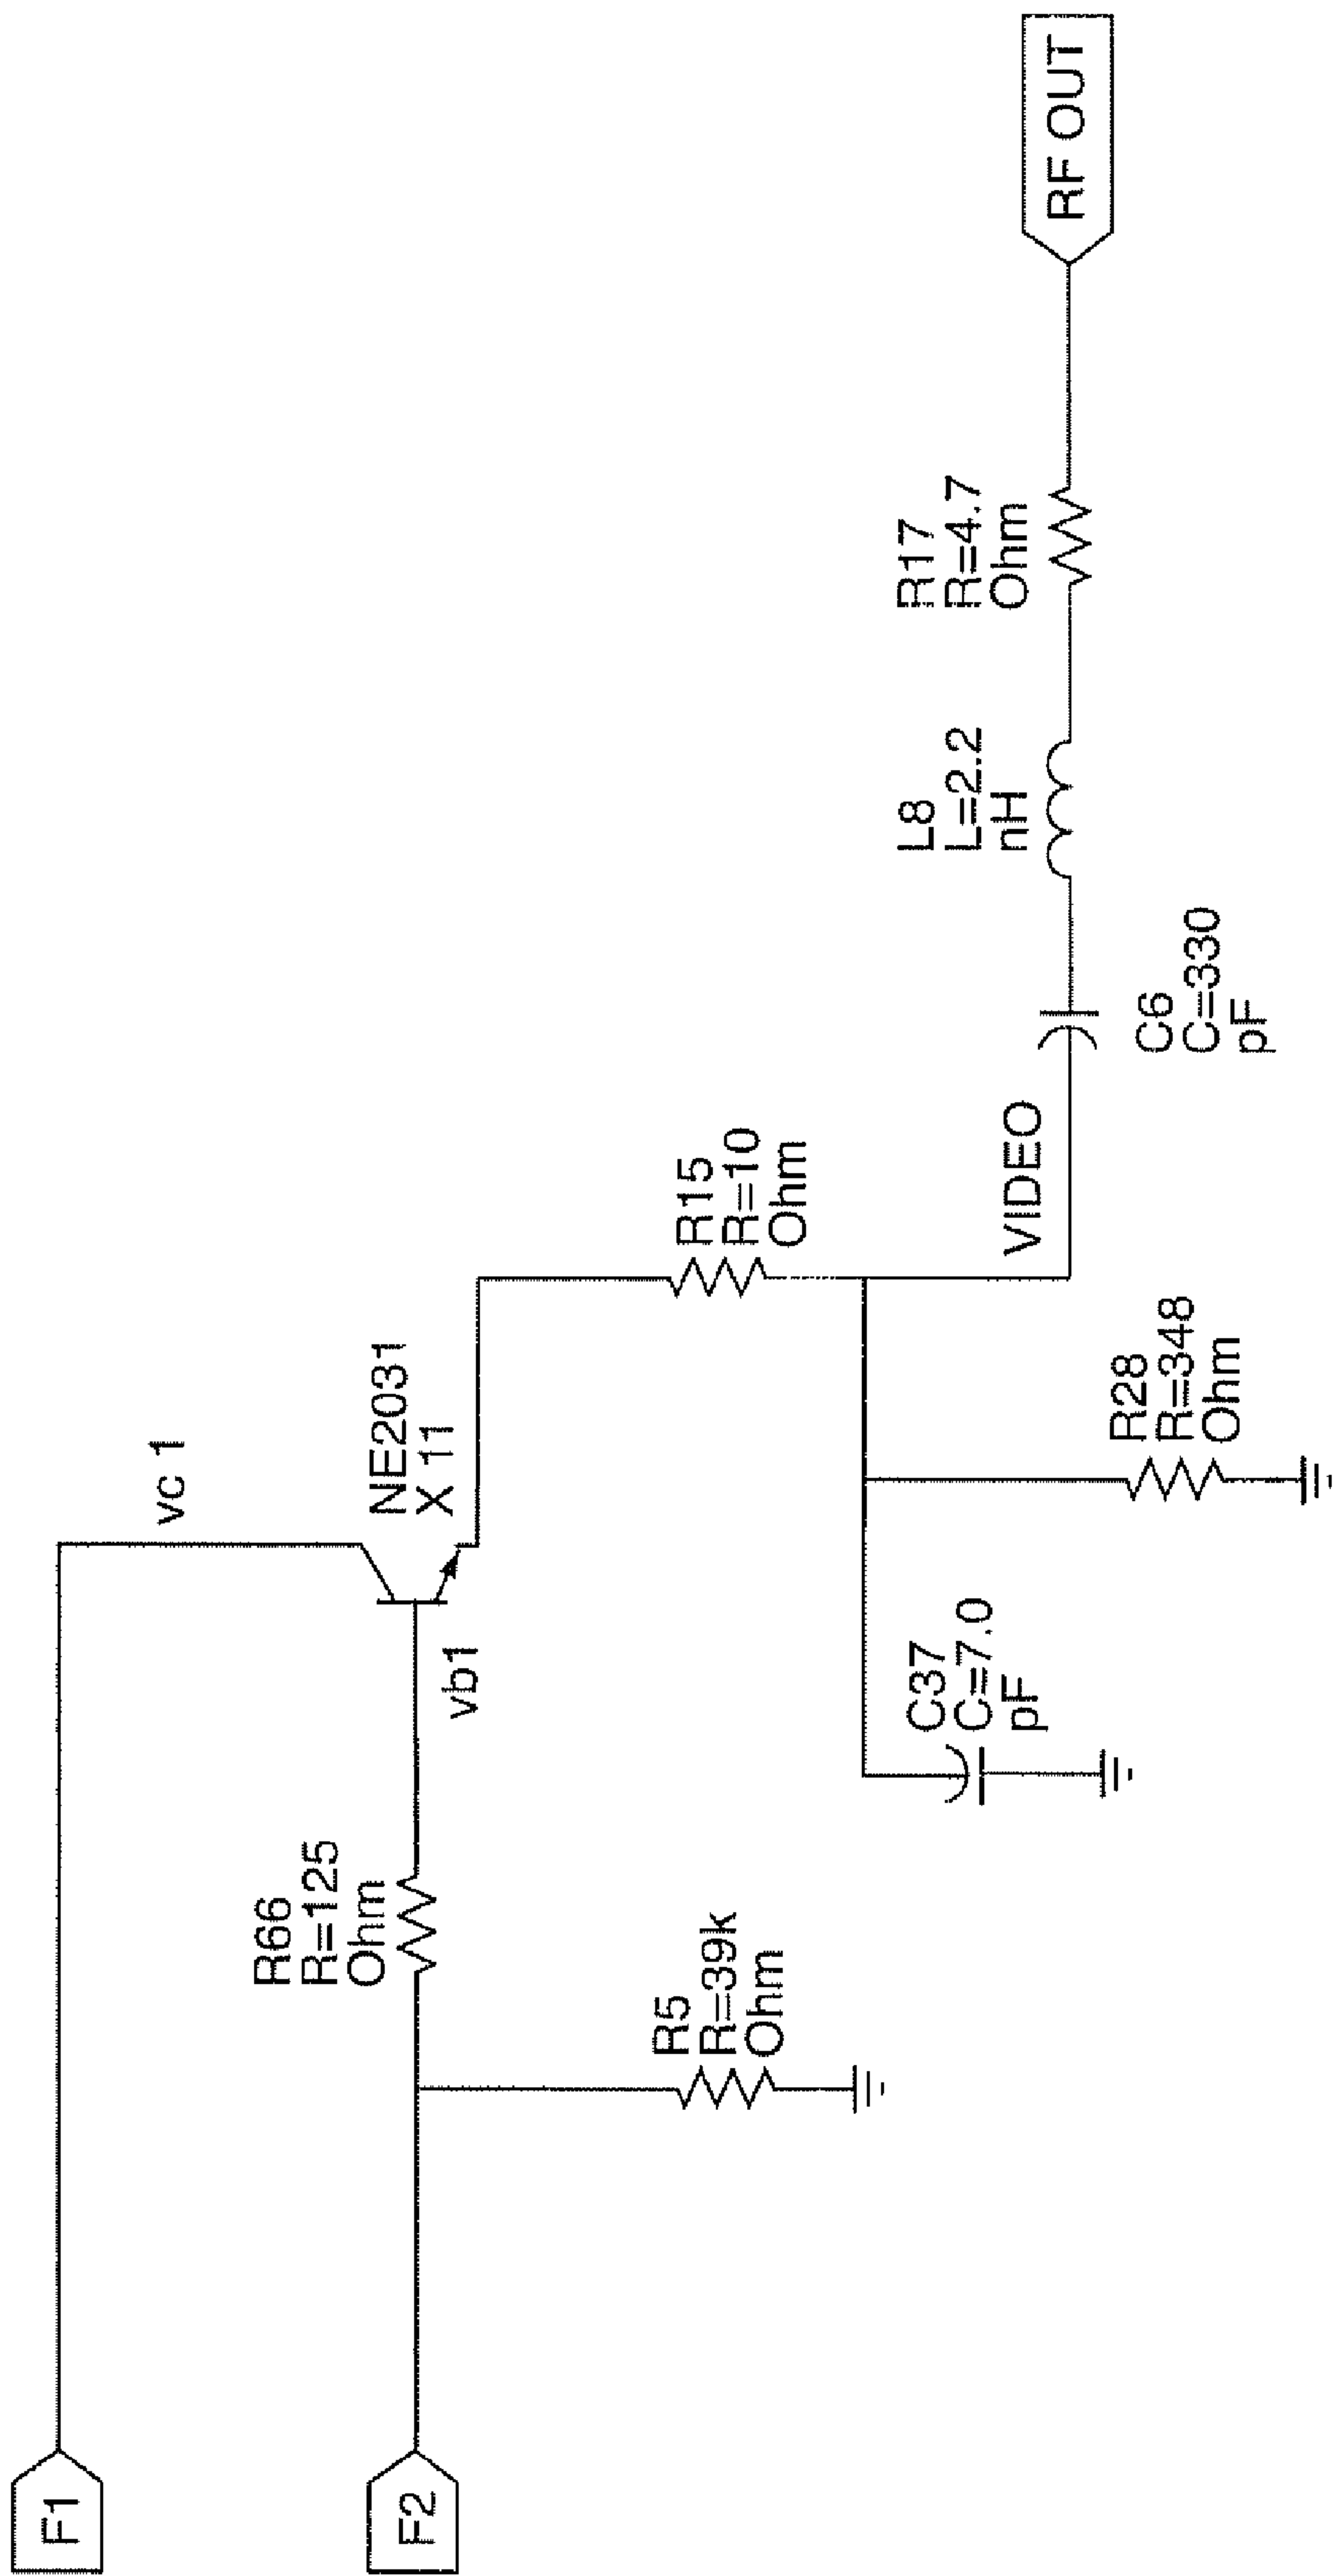 F1
vc 1
NE2031
X 11
F2
R66
R=125
Ohm
vb1
R5
R=39k
Ohm
R15
R=10
Ohm
C37
C=7.0
pF
R28
R=348
Ohm
VIDEO
C6
C=330
pF
L8
L=2.2
nH
R17
R=4.7
Ohm
RF OUT